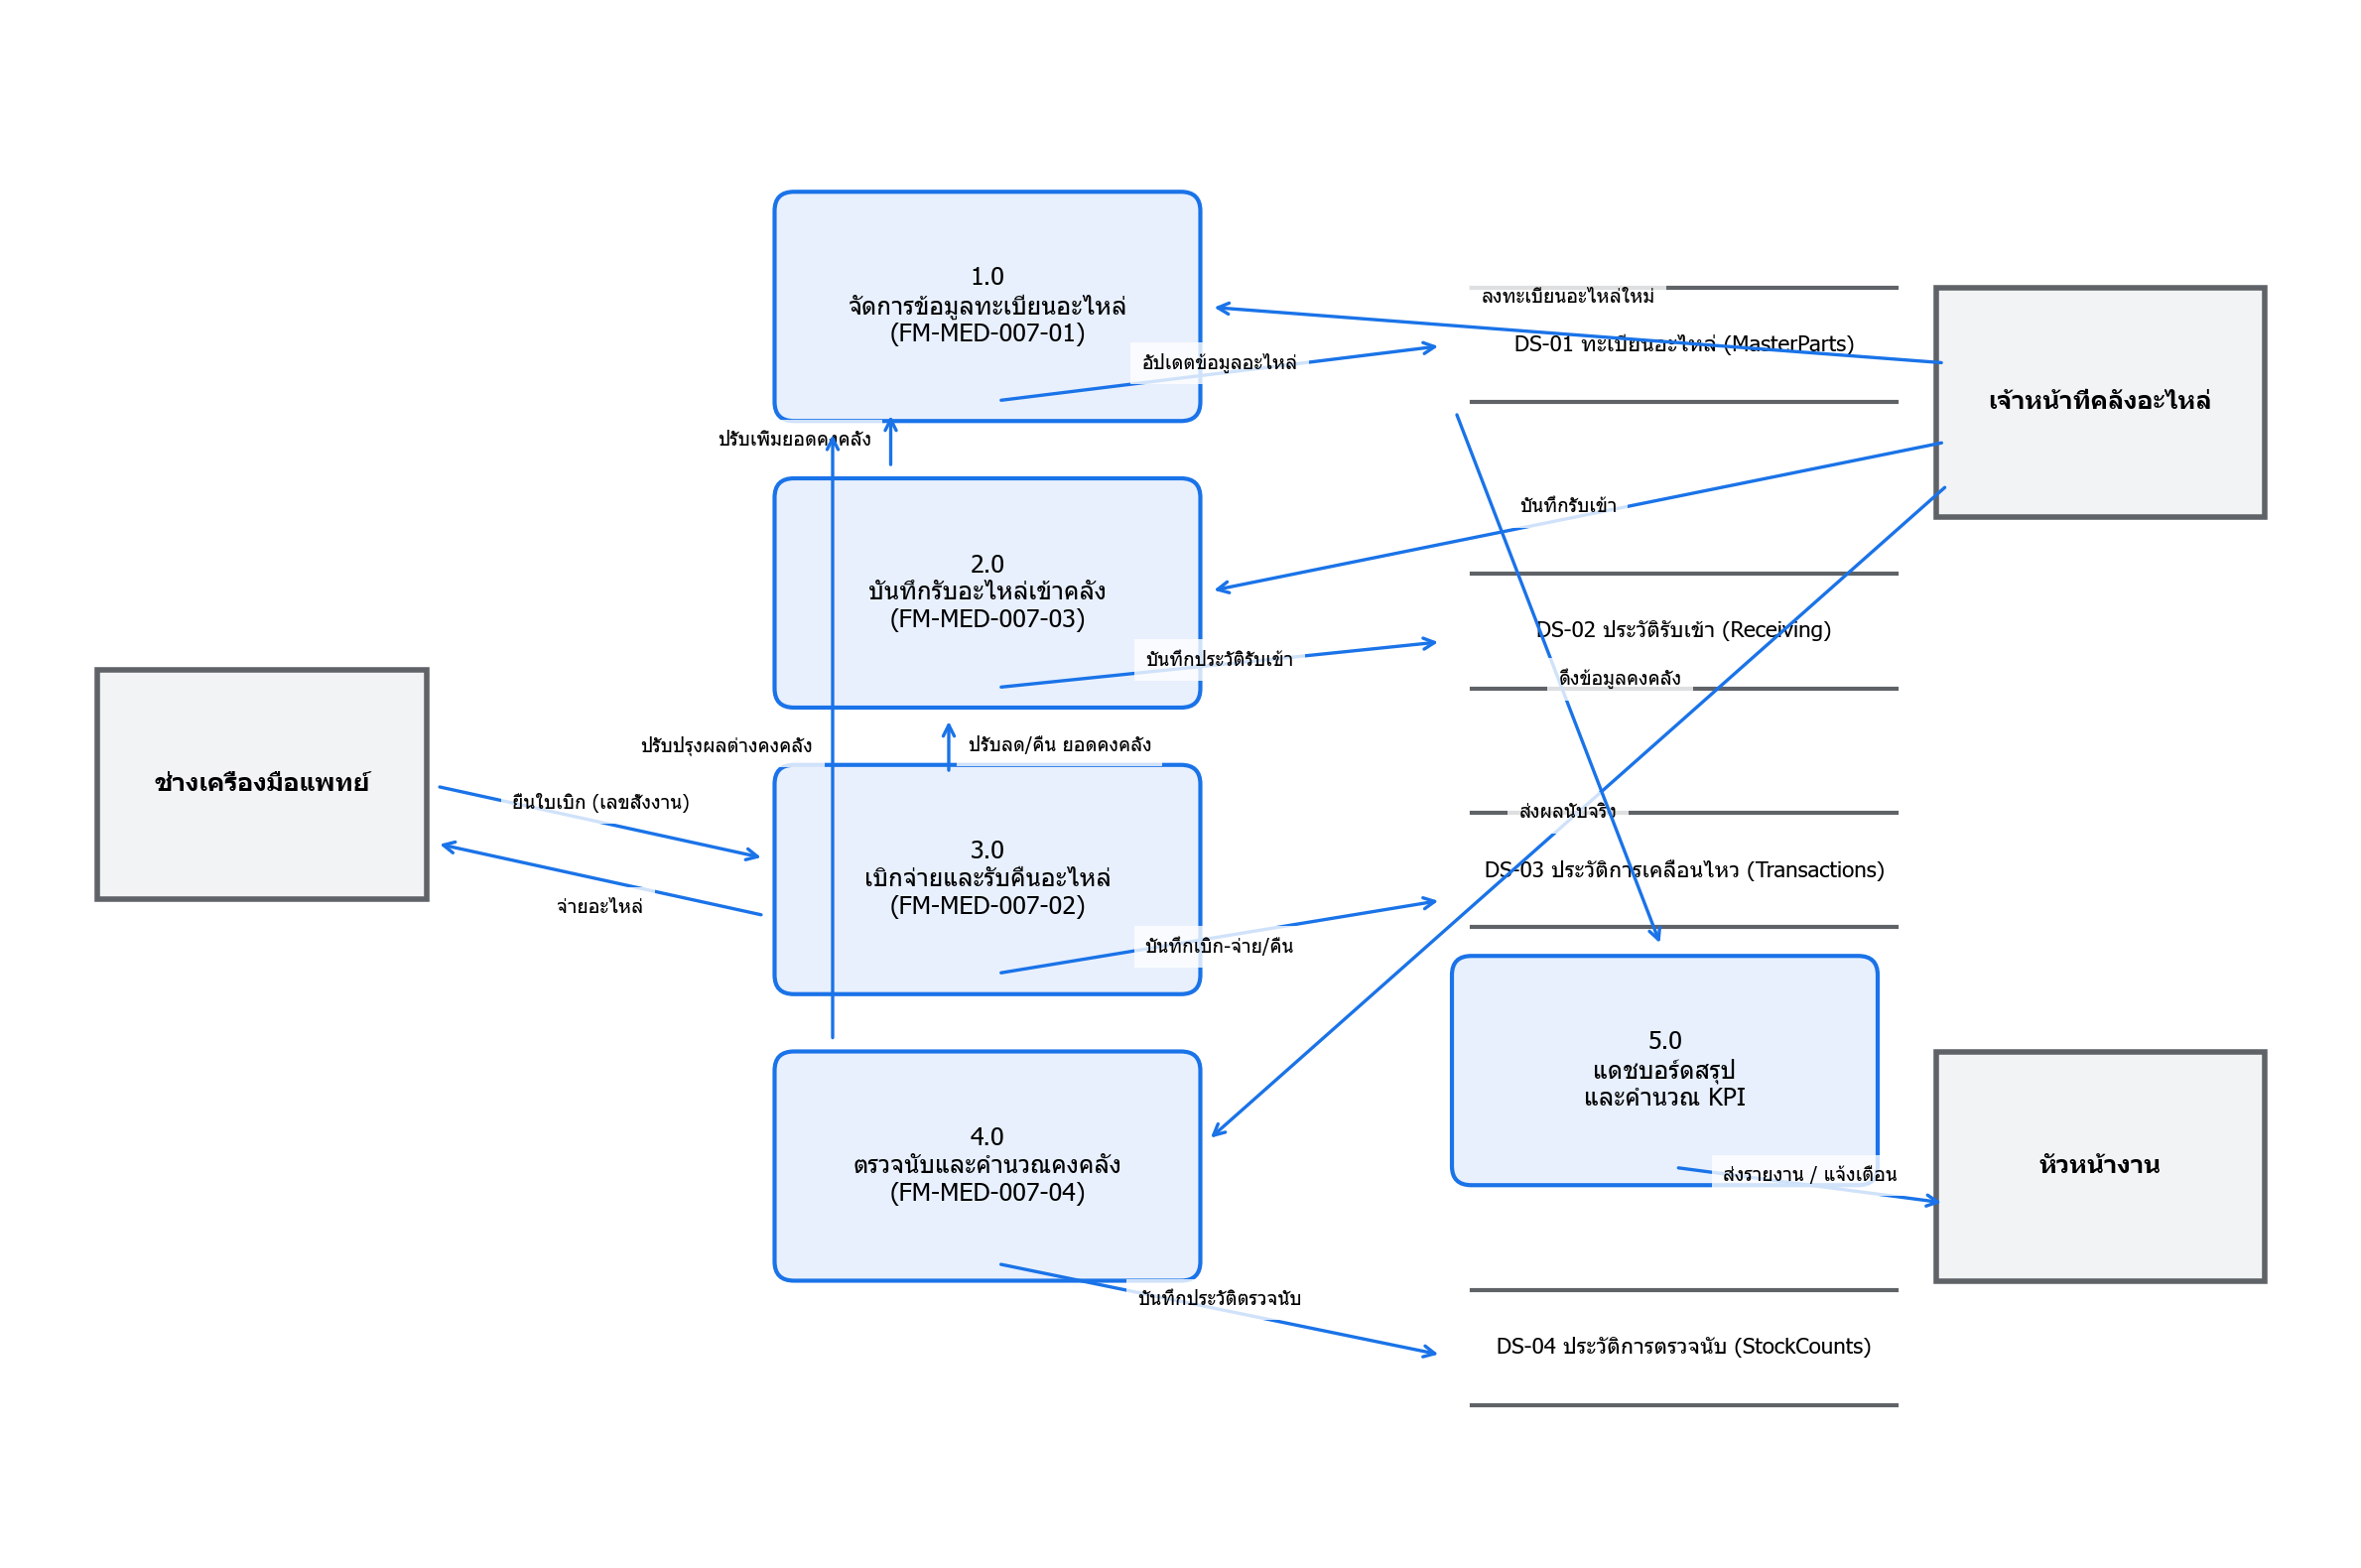 1.0
จัดการข้อมูลทะเบียนอะไหล่
(FM-MED-007-01)
ลงทะเบียนอะไหล่ใหม่
DS-01 ทะเบียนอะไหล่ (MasterParts)
อัปเดตข้อมูลอะไหล่
เจ้าหน้าที่คลังอะไหล่
ปรับเพิ่มยอดคงคลัง
บันทึกรับเข้า
2.0
บันทึกรับอะไหล่เข้าคลัง
(FM-MED-007-03)
DS-02 ประวัติรับเข้า (Receiving)
บันทึกประวัติรับเข้า
ดึงข้อมูลคงคลัง
ปรับปรุงผลต่างคงคลัง
ปรับลด/คืน ยอดคงคลัง
ช่างเครื่องมือแพทย์
ยื่นใบเบิก (เลขสั่งงาน)
ส่งผลนับจริง
3.0
เบิกจ่ายและรับคืนอะไหล่
(FM-MED-007-02)
DS-03 ประวัติการเคลื่อนไหว (Transactions)
จ่ายอะไหล่
บันทึกเบิก-จ่าย/คืน
5.0
แดชบอร์ดสรุป
และคำนวณ KPI
4.0
ตรวจนับและคำนวณคงคลัง
(FM-MED-007-04)
หัวหน้างาน
ส่งรายงาน / แจ้งเตือน
บันทึกประวัติตรวจนับ
DS-04 ประวัติการตรวจนับ (StockCounts)